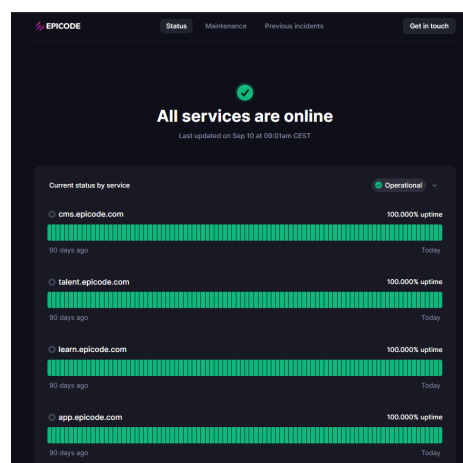 EPICODE
Status Maintenance Previous incidents Get in touch
All services are online
Last updated on Sep 10 at 09:01am CEST
Current status by service Operational
cms.epicode.com 100.000% uptime
90 days ago Today
talent.epicode.com 100.000% uptime
90 days ago Today
learn.epicode.com 100.000% uptime
90 days ago Today
app.epicode.com 100.000% uptime
90 days ago Today